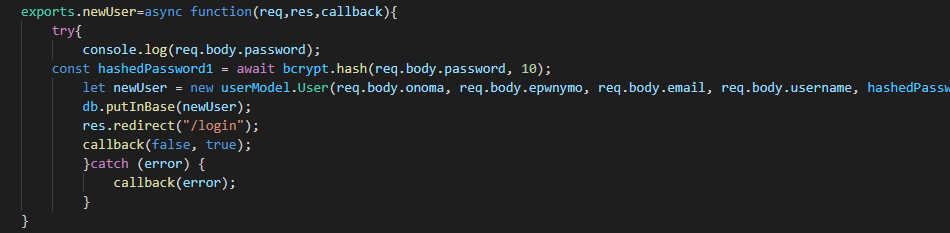 exports.newUser=async function(req,res,callback){
try{
console.log(req.body.password);
const hashedPassword1 = await bcrypt.hash(req.body.password, 10);
let newUser = new userModel.User(req.body.onoma, req.body.epwnymo, req.body.email, req.body.username, hashedPassw
db.putInBase(newUser);
res.redirect("/login");
callback(false, true);
}catch (error) {
callback(error);
}
}